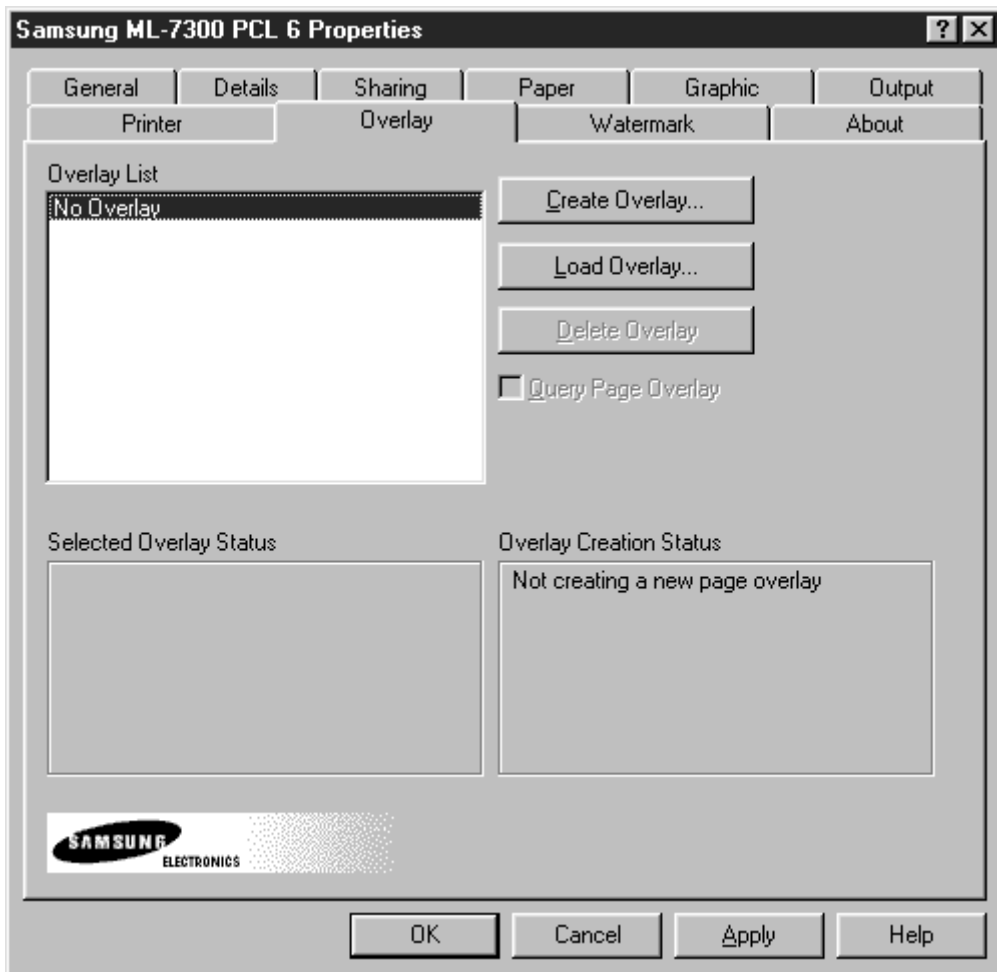 Samsung ML-7300 PCL 6 Properties
General Details Sharing Paper Graphic Output
Printer Overlay Watermark About
Overlay List
No Overlay
Create Overlay...
Load Overlay...
Delete Overlay
Query Page Overlay
Selected Overlay Status Overlay Creation Status
Not creating a new page overlay
SAMSUNG
ELECTRONICS
OK Cancel Apply Help